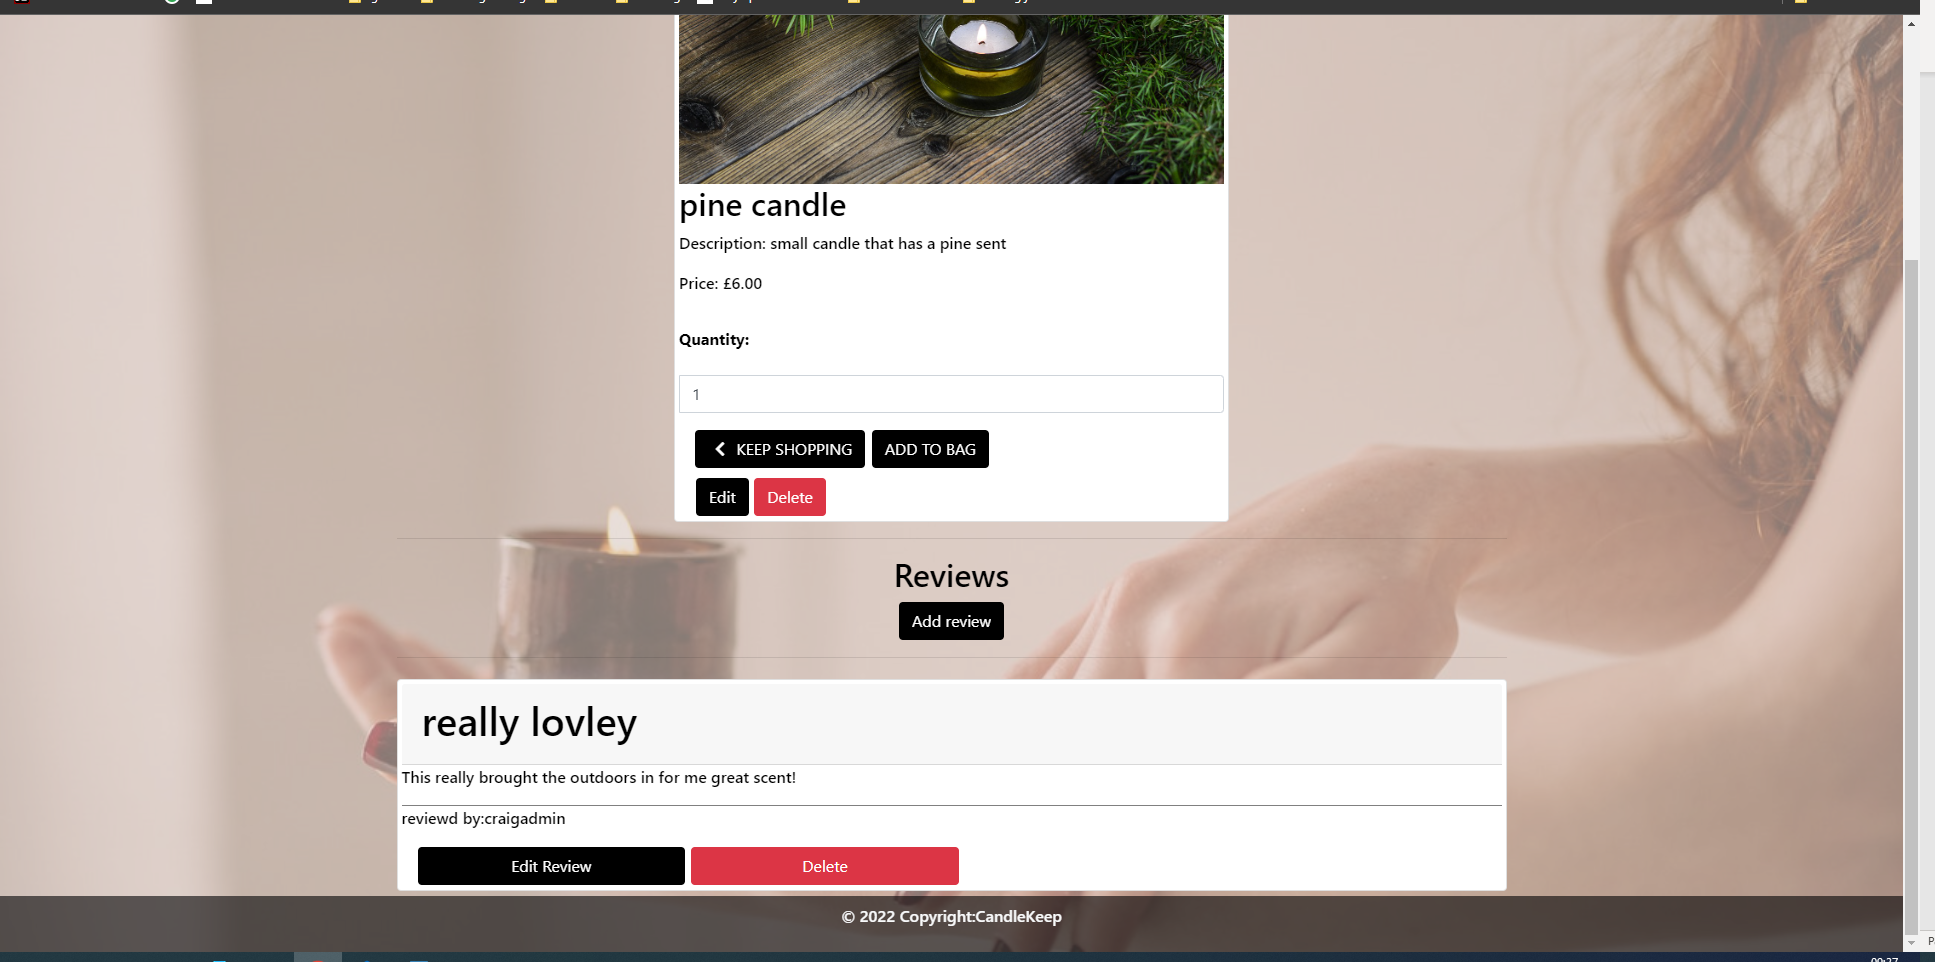 pine candle
Description: small candle that has a pine sent
Price: £6.00
Quantity:
1
KEEP SHOPPING ADD TO BAG
Edit Delete
Reviews
Add review
really lovley
This really brought the outdoors in for me great scent!
reviewd by:craigadmin
Edit Review Delete
© 2022 Copyright:CandleKeep